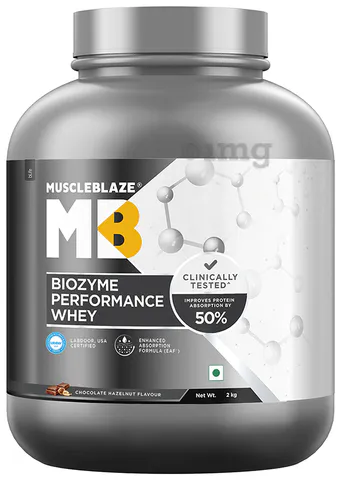 MUSCLEBLAZE®
MB
BIOZYME
PERFORMANCE
WHEY
CLINICALLY
TESTED^
IMPROVES PROTEIN
ABSORPTION BY
50%
LABDOOR, USA
CERTIFIED
ENHANCED
ABSORPTION
FORMULA (EAF®)
CHOCOLATE HAZELNUT FLAVOUR
Net Wt. 2 kg